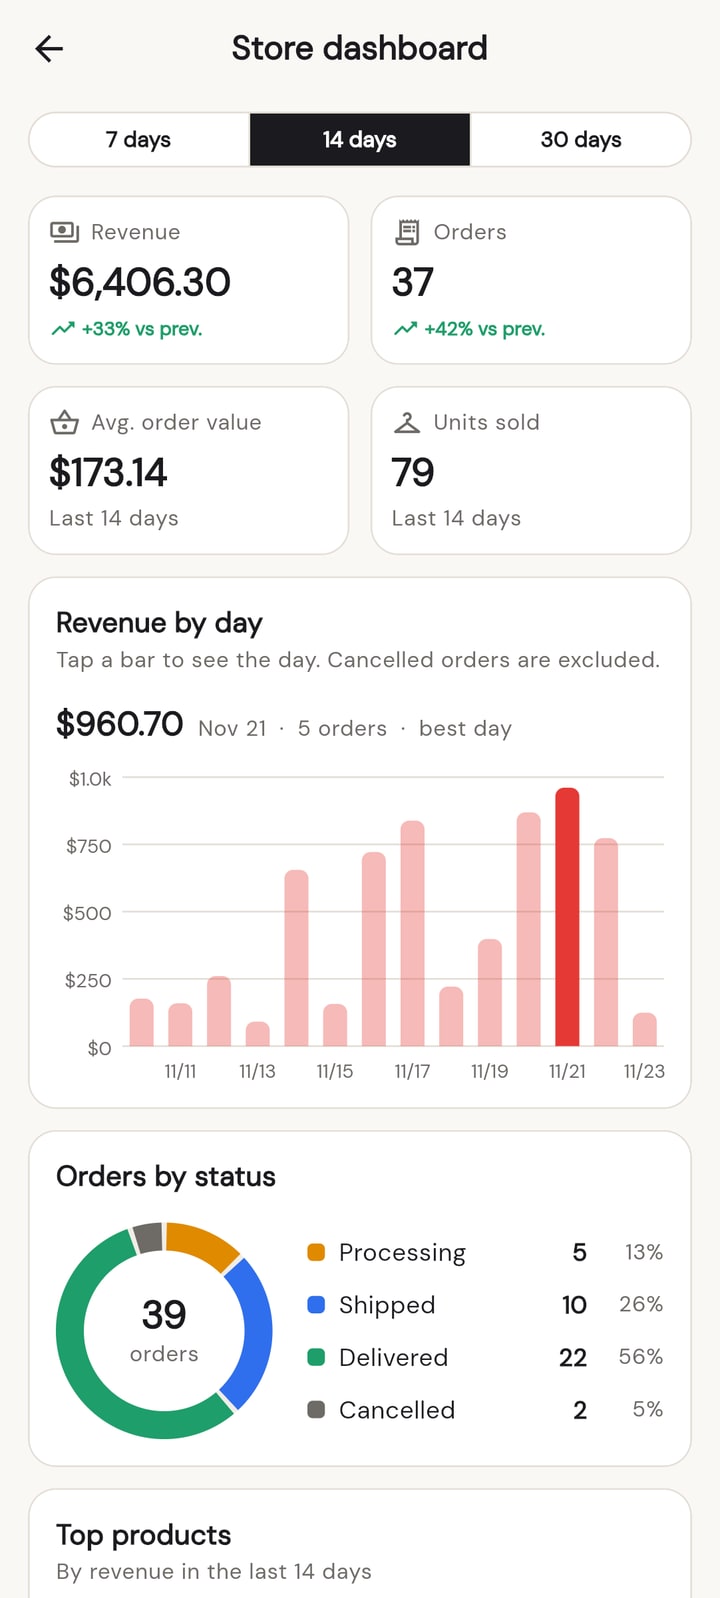 Store dashboard
7 days
14 days
30 days
Revenue
$6,406.30
+33% vs prev.
Orders
37
+42% vs prev.
Avg. order value
$173.14
Last 14 days
Units sold
79
Last 14 days
Revenue by day
Tap a bar to see the day. Cancelled orders are excluded.
$960.70 Nov 21 · 5 orders · best day
$1.0k
$750
$500
$250
$0
11/11 11/13 11/15 11/17 11/19 11/21 11/23
Orders by status
39
orders
Processing 5 13%
Shipped 10 26%
Delivered 22 56%
Cancelled 2 5%
Top products
By revenue in the last 14 days